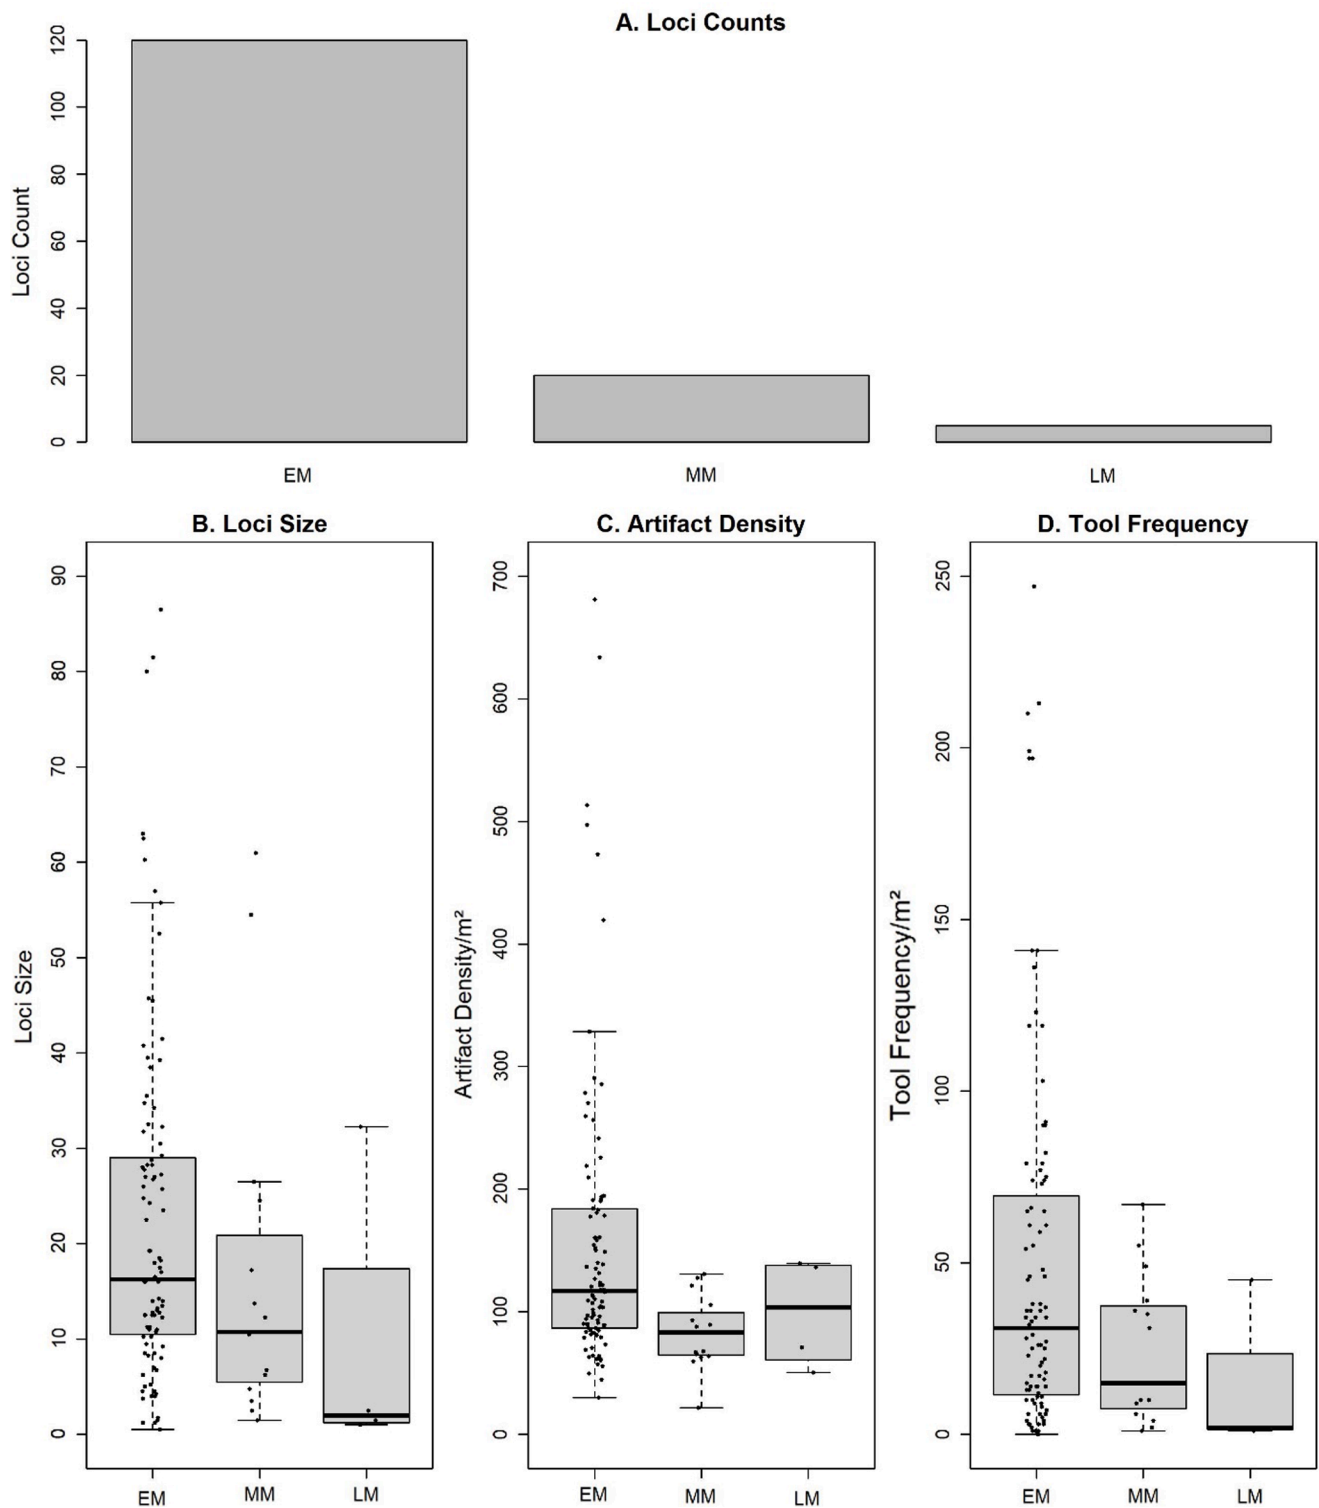 A. Loci Counts
Loci Count
120
100
80
60
40
20
0
EM MM LM
B. Loci Size
Loci Size
90
80
70
60
50
40
30
20
10
0
EM MM LM
C. Artifact Density
Artifact Density/m²
700
600
500
400
300
200
100
0
EM MM LM
D. Tool Frequency
Tool Frequency/m²
250
200
150
100
50
0
EM MM LM